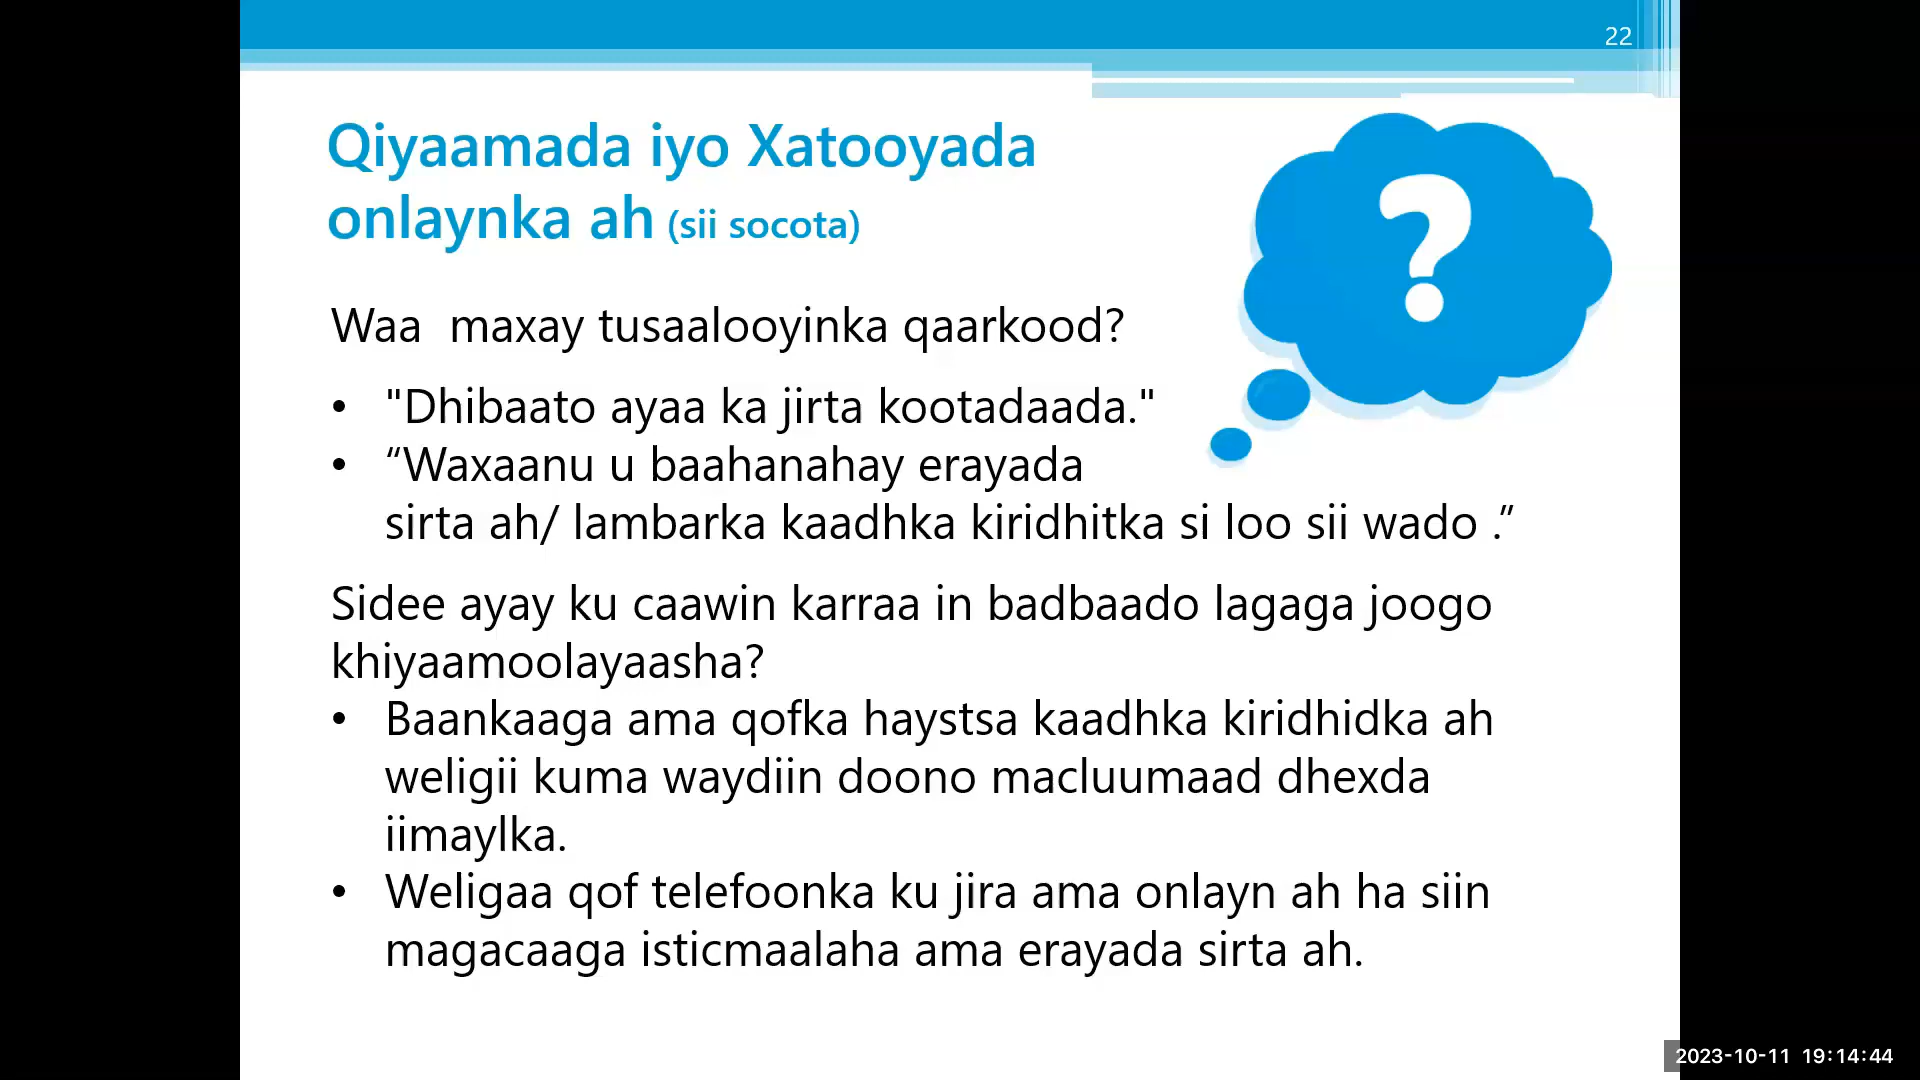 22
Qiyaamada iyo Xatooyada
onlaynka ah (sii socota)
?
Waa  maxay tusaalooyinka qaarkood?
• "Dhibaato ayaa ka jirta kootadaada."
• “Waxaanu u baahanahay erayada
sirta ah/ lambarka kaadhka kiridhitka si loo sii wado .”
Sidee ayay ku caawin karraa in badbaado lagaga joogo
khiyaamoolayaasha?
• Baankaaga ama qofka haystsa kaadhka kiridhidka ah
weligii kuma waydiin doono macluumaad dhexda
iimaylka.
• Weligaa qof telefoonka ku jira ama onlayn ah ha siin
magacaaga isticmaalaha ama erayada sirta ah.
2023-10-11 19:14:44